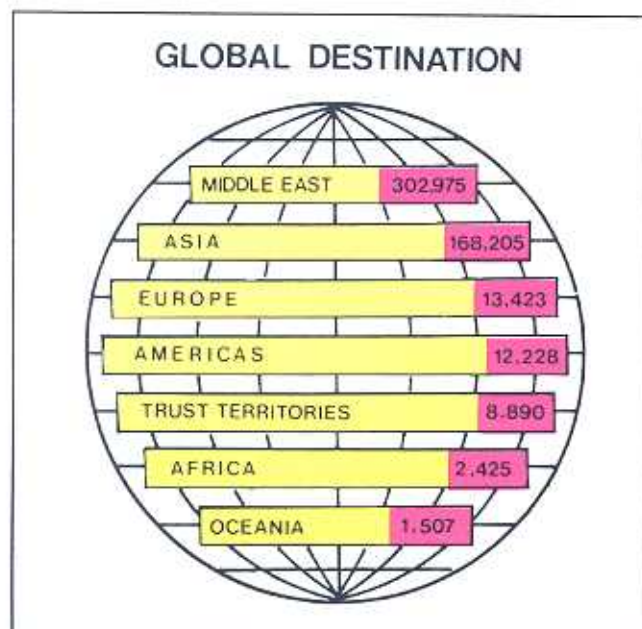 GLOBAL DESTINATION
MIDDLE EAST 302,975
ASIA 168,205
EUROPE 13,423
AMERICAS 12,228
TRUST TERRITORIES 8.890
AFRICA 2.425
OCEANIA 1.507